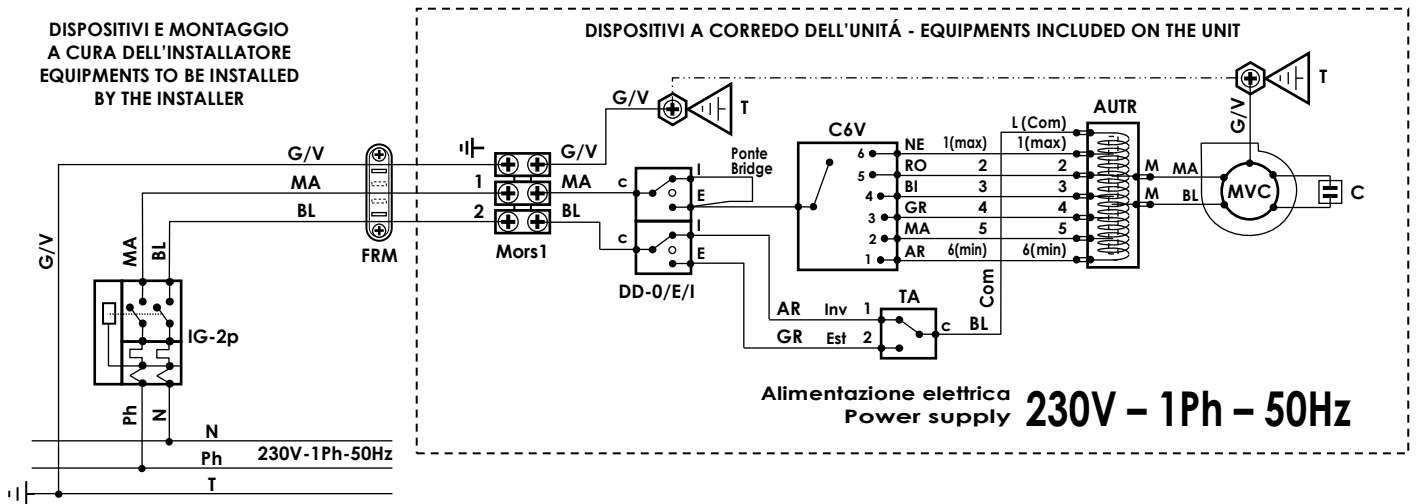 DISPOSITIVI E MONTAGGIO
A CURA DELL'INSTALLATORE
EQUIPMENTS TO BE INSTALLED
BY THE INSTALLER
DISPOSITIVI A CORREDO DELL'UNITÁ - EQUIPMENTS INCLUDED ON THE UNIT
G/V
T
T
G/V
AUTR
C6V
L (Com)
G/V
G/V
MA
BL
FRM
1
2
Mors1
G/V
MA
BL
Ponte
Bridge
C
I
E
C
I
E
DD-0/E/I
6
5
4
3
2
1
NE 1(max) 1(max)
RO 2 2
BI 3 3
GR 4 4
MA 5 5
AR 6(min) 6(min)
M MA
M BL
MVC
C
G/V
MA
BL
IG-2p
Ph
N
AR Inv 1
GR Est 2
TA
C
BL
Com
Alimentazione elettrica
Power supply
230V – 1Ph – 50Hz
N
Ph
230V-1Ph-50Hz
T